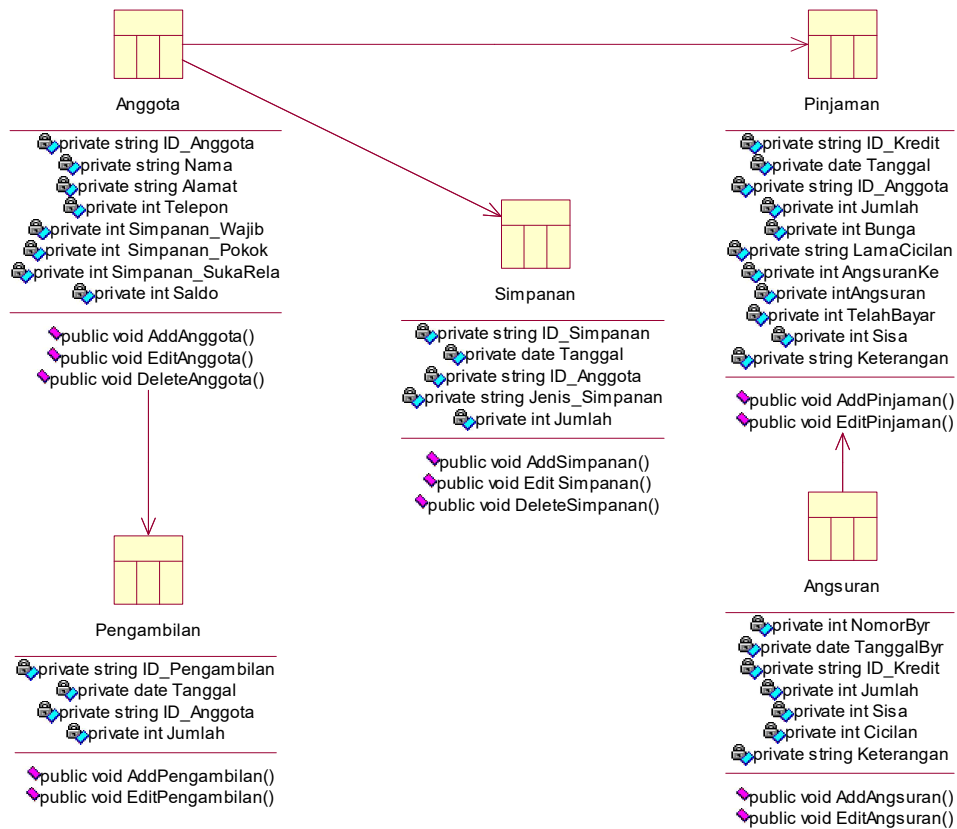 Anggota
private string ID_Anggota
private string Nama
private string Alamat
private int Telepon
private int Simpanan_Wajib
private int  Simpanan_Pokok
private int Simpanan_SukaRela
private int Saldo
public void AddAnggota()
public void EditAnggota()
public void DeleteAnggota()
Pinjaman
private string ID_Kredit
private date Tanggal
private string ID_Anggota
private int Jumlah
private int Bunga
private string LamaCicilan
private int AngsuranKe
private intAngsuran
private int TelahBayar
private int Sisa
private string Keterangan
public void AddPinjaman()
public void EditPinjaman()
Simpanan
private string ID_Simpanan
private date Tanggal
private string ID_Anggota
private string Jenis_Simpanan
private int Jumlah
public void AddSimpanan()
public void Edit Simpanan()
public void DeleteSimpanan()
Pengambilan
private string ID_Pengambilan
private date Tanggal
private string ID_Anggota
private int Jumlah
public void AddPengambilan()
public void EditPengambilan()
Angsuran
private int NomorByr
private date TanggalByr
private string ID_Kredit
private int Jumlah
private int Sisa
private int Cicilan
private string Keterangan
public void AddAngsuran()
public void EditAngsuran()